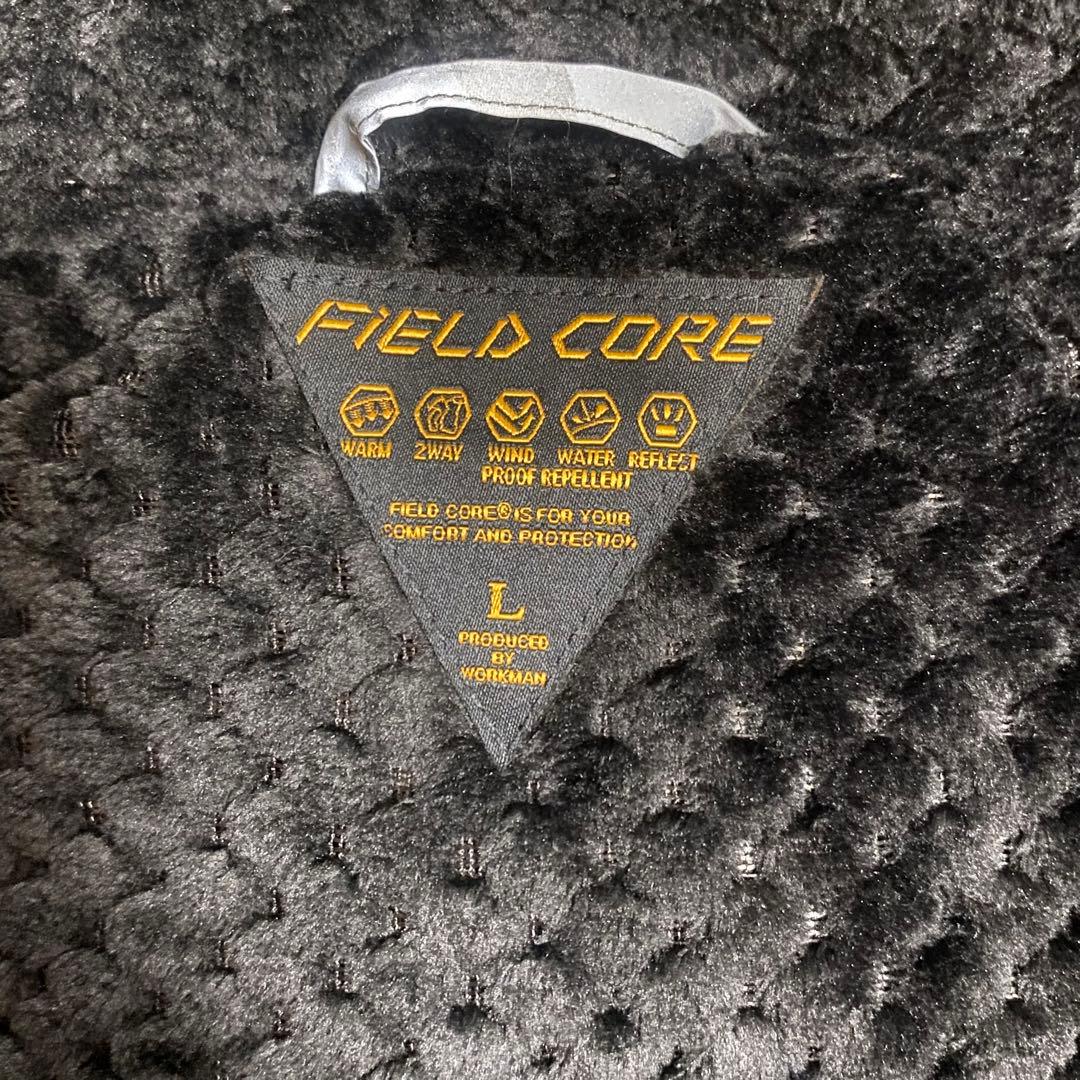 FIELD CORE
WARM 2WAY WIND WATER REFLECT
PROOF REPELLENT
FIELD CORE® IS FOR YOUR
COMFORT AND PROTECTION
L
PRODUCED
BY
WORKMAN